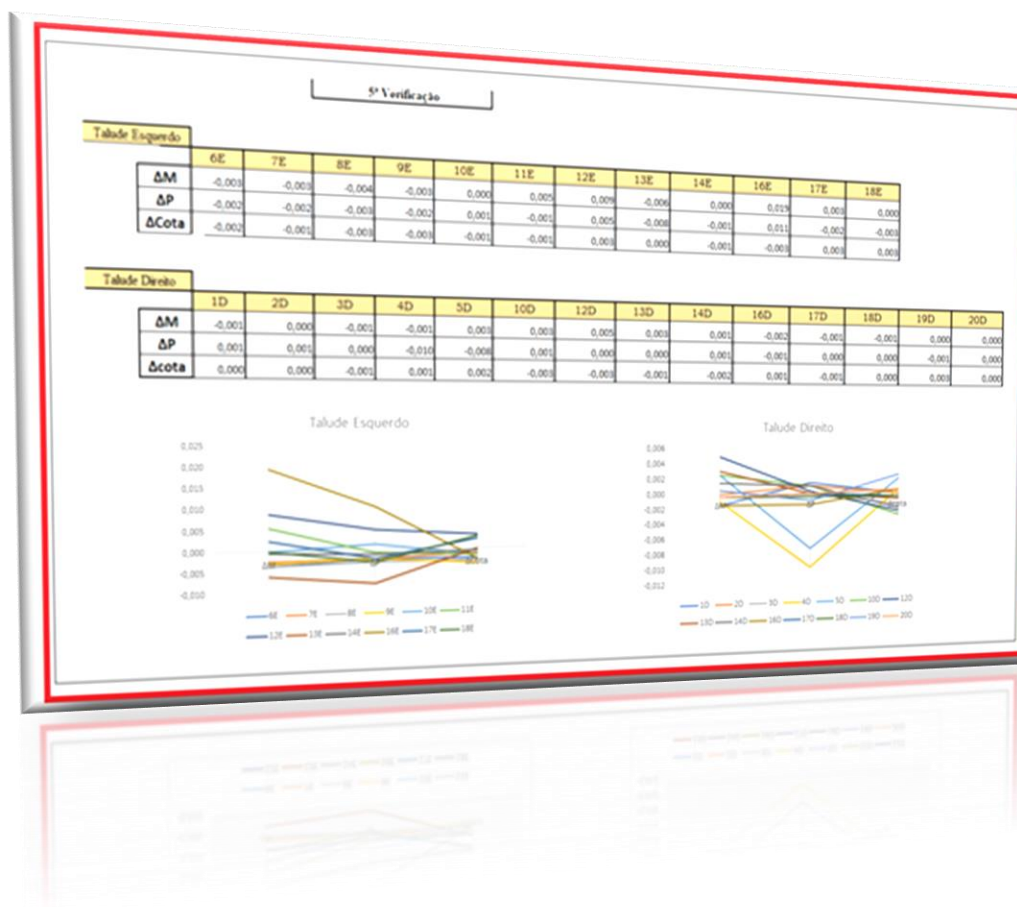 5ª Verificação
Talude Esquerdo
6E 7E 8E 9E 10E 11E 12E 13E 14E 16E 17E 18E
ΔM -0,003 -0,003 -0,004 -0,003 0,000 0,005 0,009 -0,006 0,000 0,019 0,003 0,000
ΔP -0,002 -0,002 -0,003 -0,002 0,001 -0,001 0,005 -0,008 -0,001 0,011 -0,002 -0,003
ΔCota -0,002 -0,001 -0,003 -0,003 -0,001 -0,001 0,003 0,000 -0,001 -0,003 0,003 0,003
Talude Direito
1D 2D 3D 4D 5D 10D 12D 13D 14D 16D 17D 18D 19D 20D
ΔM -0,001 0,000 -0,001 -0,001 0,003 0,003 0,005 0,003 0,001 -0,002 -0,001 -0,001 0,000 0,000
ΔP 0,001 0,001 0,000 -0,010 -0,008 0,001 0,000 0,000 0,000 -0,001 0,000 0,000 -0,001 0,000
Δcota 0,000 0,000 -0,001 0,001 0,002 -0,003 -0,003 -0,001 -0,002 0,001 -0,001 0,000 0,003 0,000
Talude Esquerdo
0,025
0,020
0,015
0,010
0,005
0,000
-0,005
-0,010
ΔM ΔP ΔCota
6E 7E 8E 9E 10E 11E
12E 13E 14E 16E 17E 18E
Talude Direito
0,006
0,004
0,002
0,000
-0,002
-0,004
-0,006
-0,008
-0,010
-0,012
1D 2D 3D 4D 5D 10D 12D
13D 14D 16D 17D 18D 19D 20D